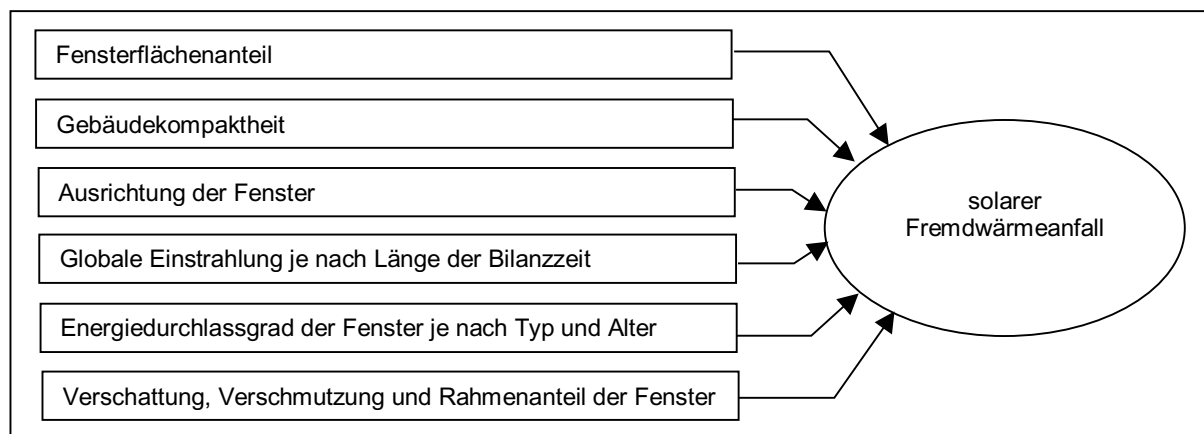 Fensterflächenanteil
Gebäudekompaktheit
Ausrichtung der Fenster
Globale Einstrahlung je nach Länge der Bilanzzeit
Energiedurchlassgrad der Fenster je nach Typ und Alter
Verschattung, Verschmutzung und Rahmenanteil der Fenster
solarer
Fremdwärmeanfall